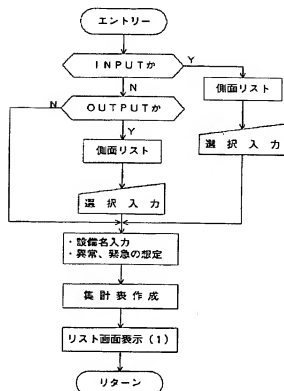 エントリー
INPUTか
Y
N
側面リスト
N
OUTPUTか
Y
選択入力
側面リスト
選択入力
・設備名入力
・異常、緊急の想定
集計表作成
リスト画面表示(1)
リターン